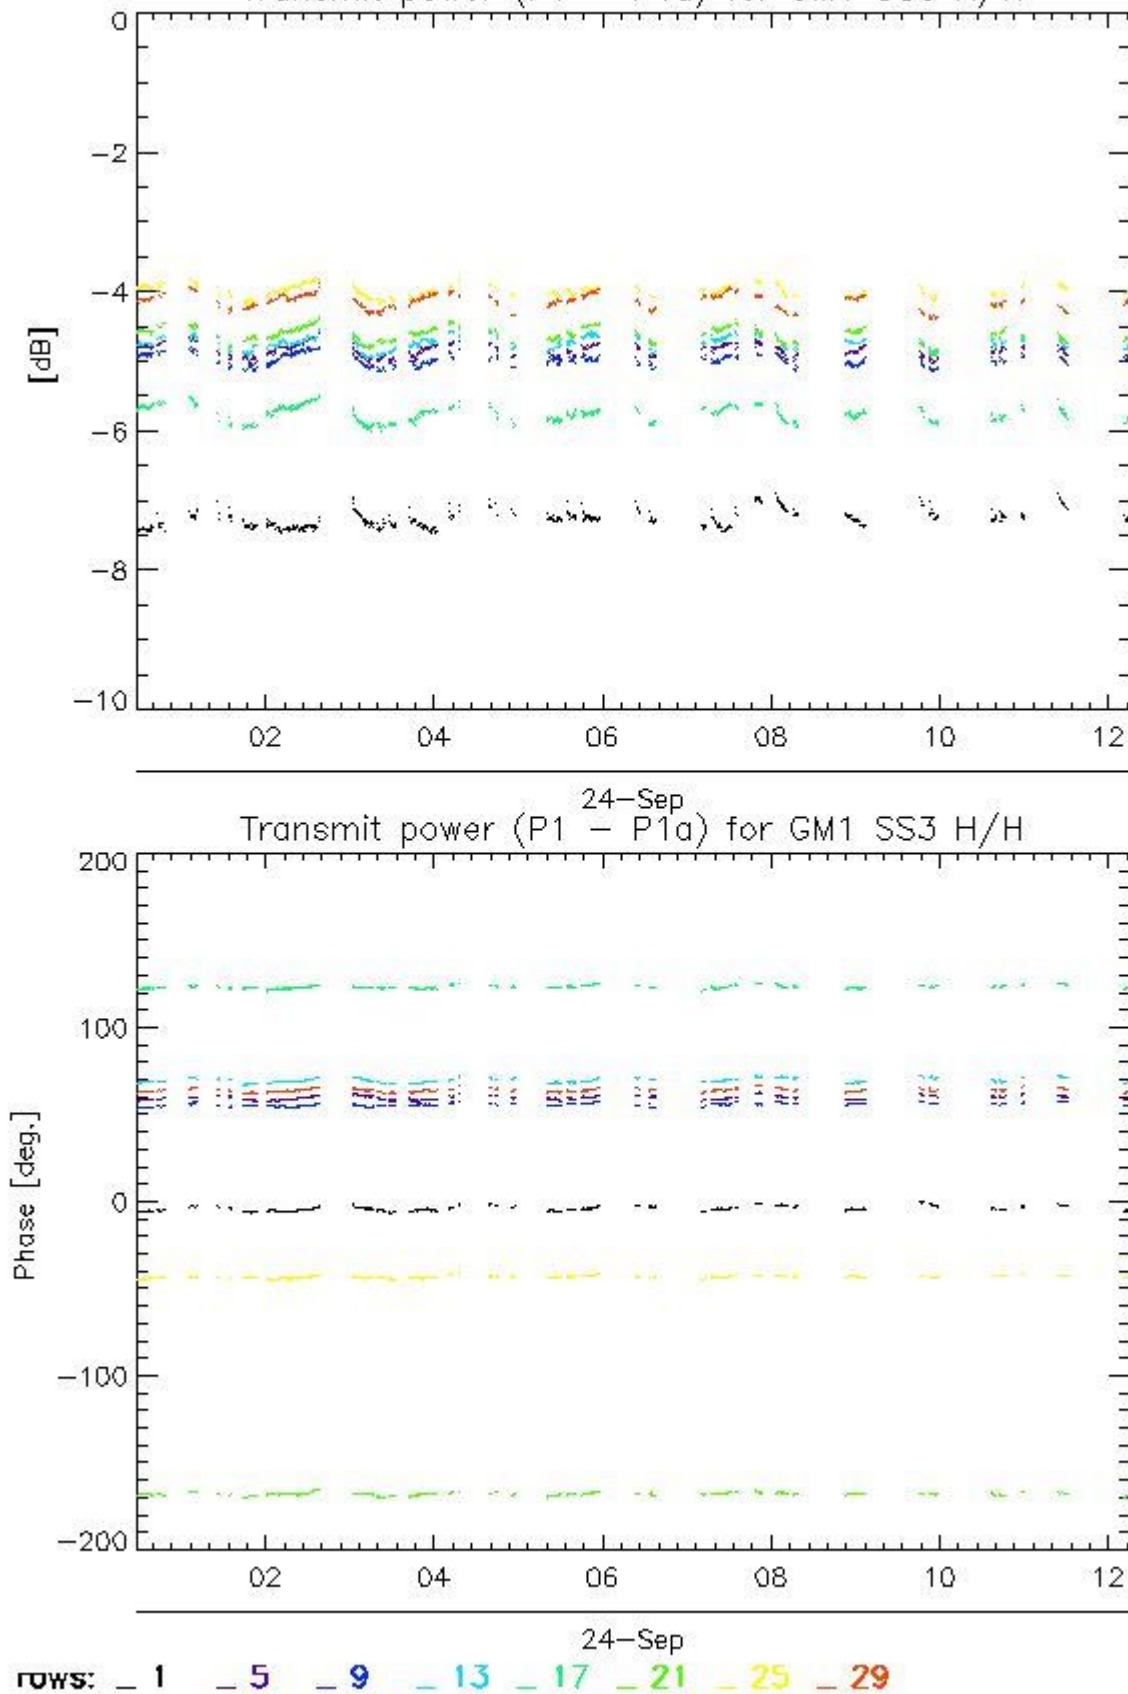 0
-2
-4
[dB]
-6
-8
-10
02 04 06 08 10 12
24-Sep
Transmit power (P1 - P1a) for GM1 SS3 H/H
200
100
Phase [deg.]
0
-100
-200
02 04 06 08 10 12
24-Sep
rows: _ 1 _ 5 _ 9 _ 13 _ 17 _ 21 _ 25 _ 29